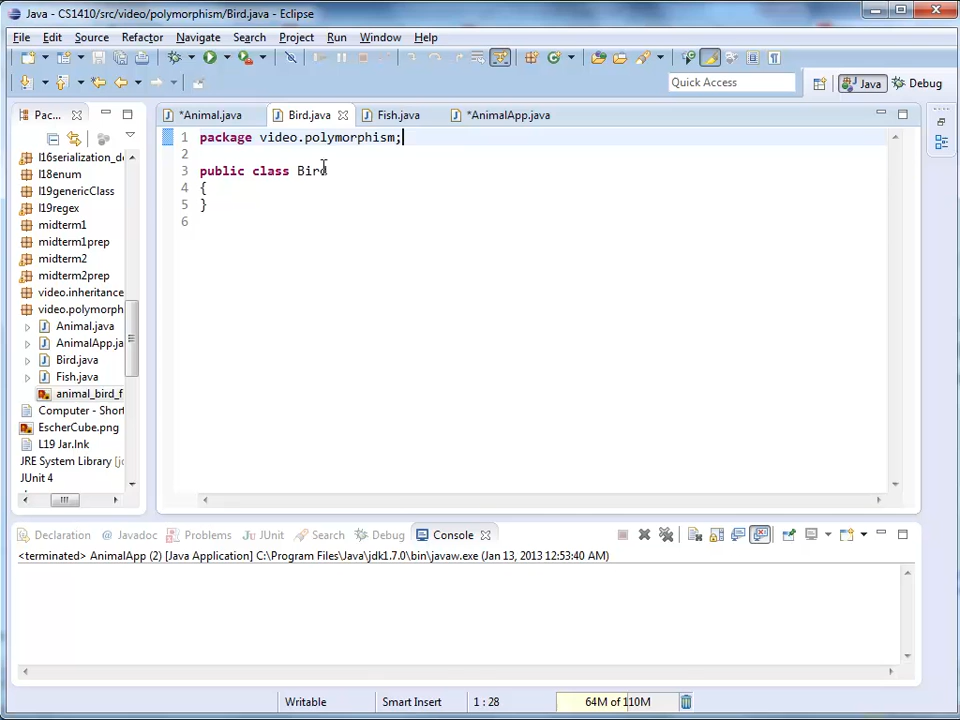 Java - CS1410/src/video/polymorphism/Bird.java - Eclipse
File Edit Source Refactor Navigate Search Project Run Window Help
Quick Access
Java
Debug
Pac...
*Animal.java
Bird.java
Fish.java
*AnimalApp.java
l16serialization_de
l18enum
l19genericClass
l19regex
midterm1
midterm1prep
midterm2
midterm2prep
video.inheritance
video.polymorph
Animal.java
AnimalApp.ja
Bird.java
Fish.java
animal_bird_f
Computer - Short
EscherCube.png
L19 Jar.lnk
JRE System Library [jd
JUnit 4
1 package video.polymorphism;
2
3 public class Bird
4 {
5 }
6
Declaration
@ Javadoc
Problems
JUnit
Search
Debug
Console
<terminated> AnimalApp (2) [Java Application] C:\Program Files\Java\jdk1.7.0\bin\javaw.exe (Jan 13, 2013 12:53:40 AM)
Writable
Smart Insert
1 : 28
64M of 110M